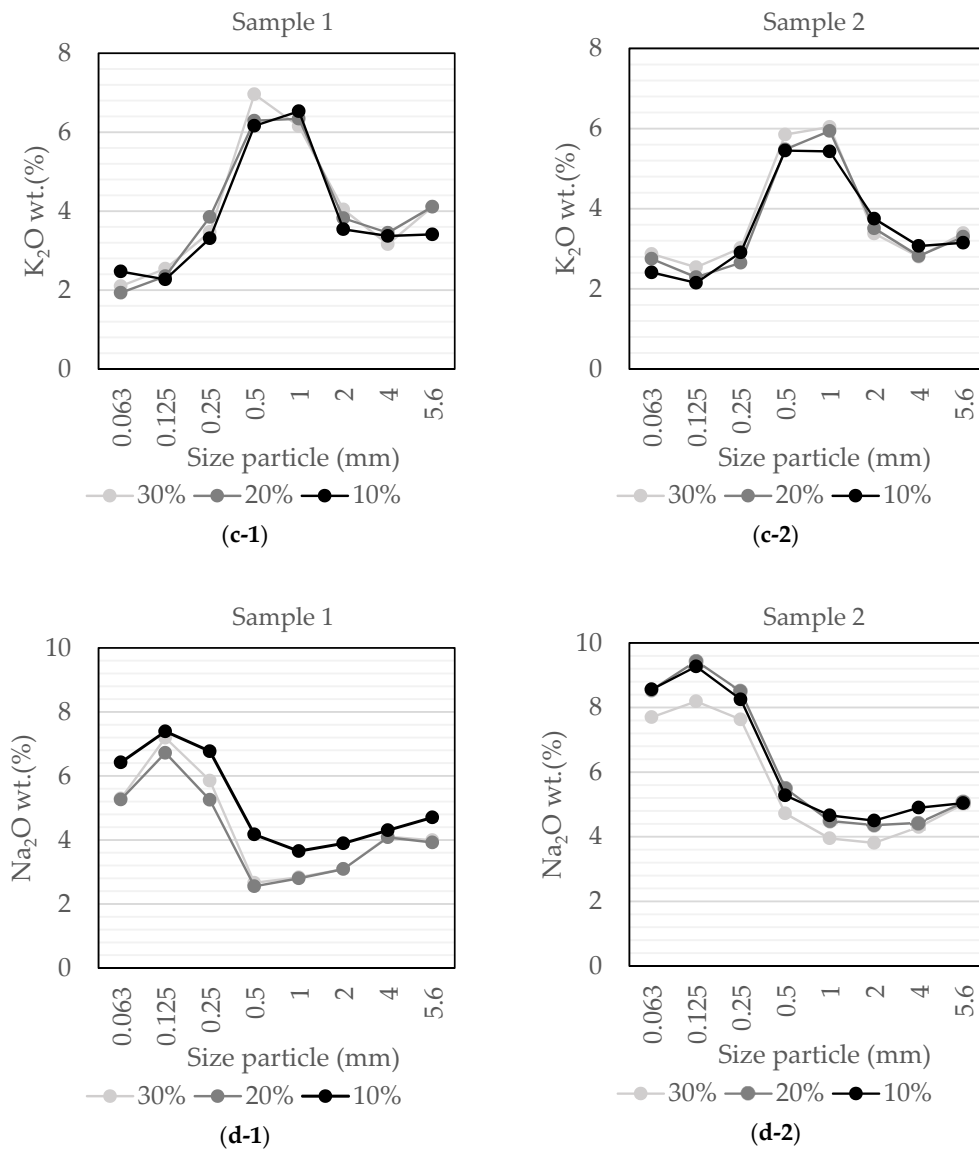 Sample 1
8
6
4
2
0
K₂O wt.(%)
0.063
0.125
0.25
0.5
1
2
4
5.6
Size particle (mm)
30% 20% 10%
(c-1)
Sample 2
8
6
4
2
0
K₂O wt.(%)
0.063
0.125
0.25
0.5
1
2
4
5.6
Size particle (mm)
30% 20% 10%
(c-2)
Sample 1
10
8
6
4
2
0
Na₂O wt.(%)
0.063
0.125
0.25
0.5
1
2
4
5.6
Size particle (mm)
30% 20% 10%
(d-1)
Sample 2
10
8
6
4
2
0
Na₂O wt.(%)
0.063
0.125
0.25
0.5
1
2
4
5.6
Size particle (mm)
30% 20% 10%
(d-2)